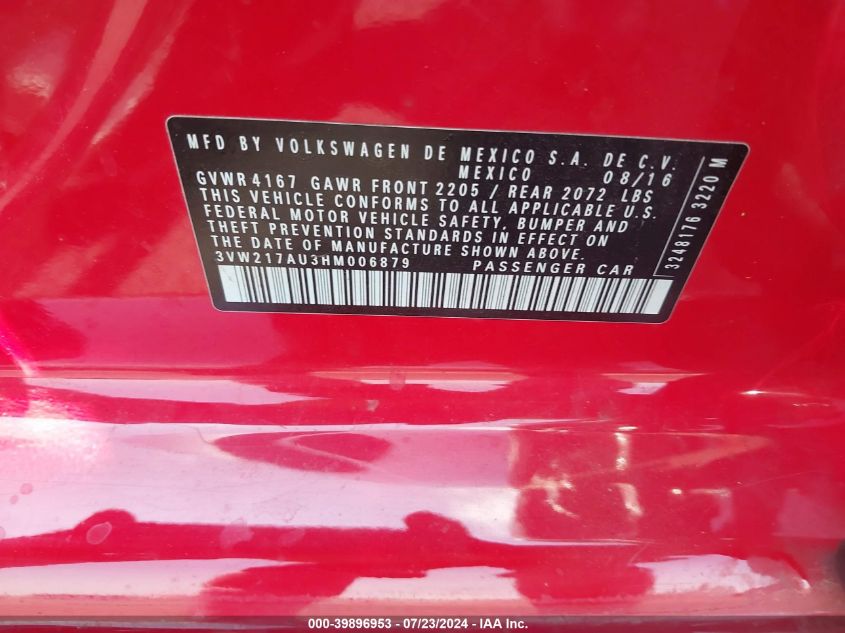 MFD BY VOLKSWAGEN DE MEXICO S.A. DE C.V.
MEXICO 08/16
GVWR 4167 GAWR FRONT 2205 / REAR 2072 LBS
THIS VEHICLE CONFORMS TO ALL APPLICABLE U.S.
FEDERAL MOTOR VEHICLE SAFETY, BUMPER AND
THEFT PREVENTION STANDARDS IN EFFECT ON
THE DATE OF MANUFACTURE SHOWN ABOVE.
3VW217AU3HM006879 PASSENGER CAR
3248176 3220 M
000-39896953 - 07/23/2024 - IAA Inc.